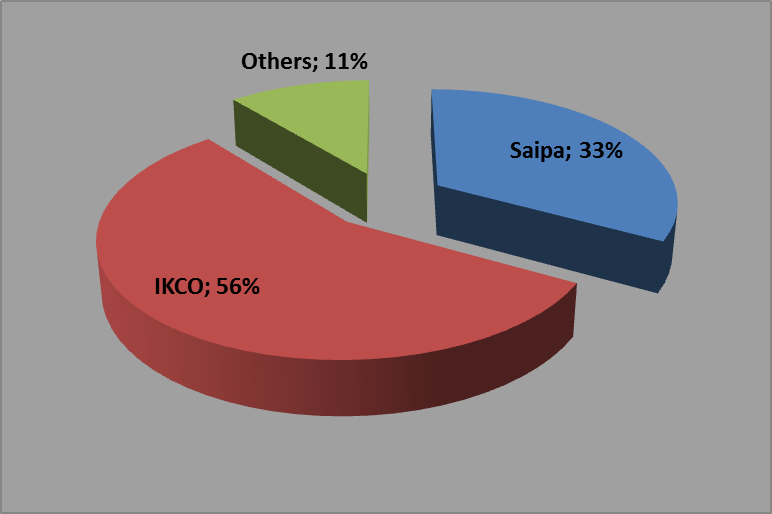 Others; 11%
Saipa; 33%
IKCO; 56%